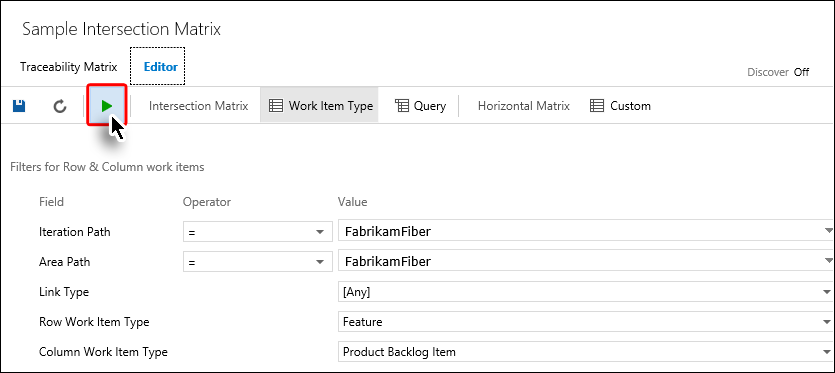 Sample Intersection Matrix
Traceability Matrix Editor
Discover Off
Intersection Matrix Work Item Type Query Horizontal Matrix Custom
Filters for Row & Column work items
Field Operator Value
Iteration Path = FabrikamFiber
Area Path = FabrikamFiber
Link Type [Any]
Row Work Item Type Feature
Column Work Item Type Product Backlog Item